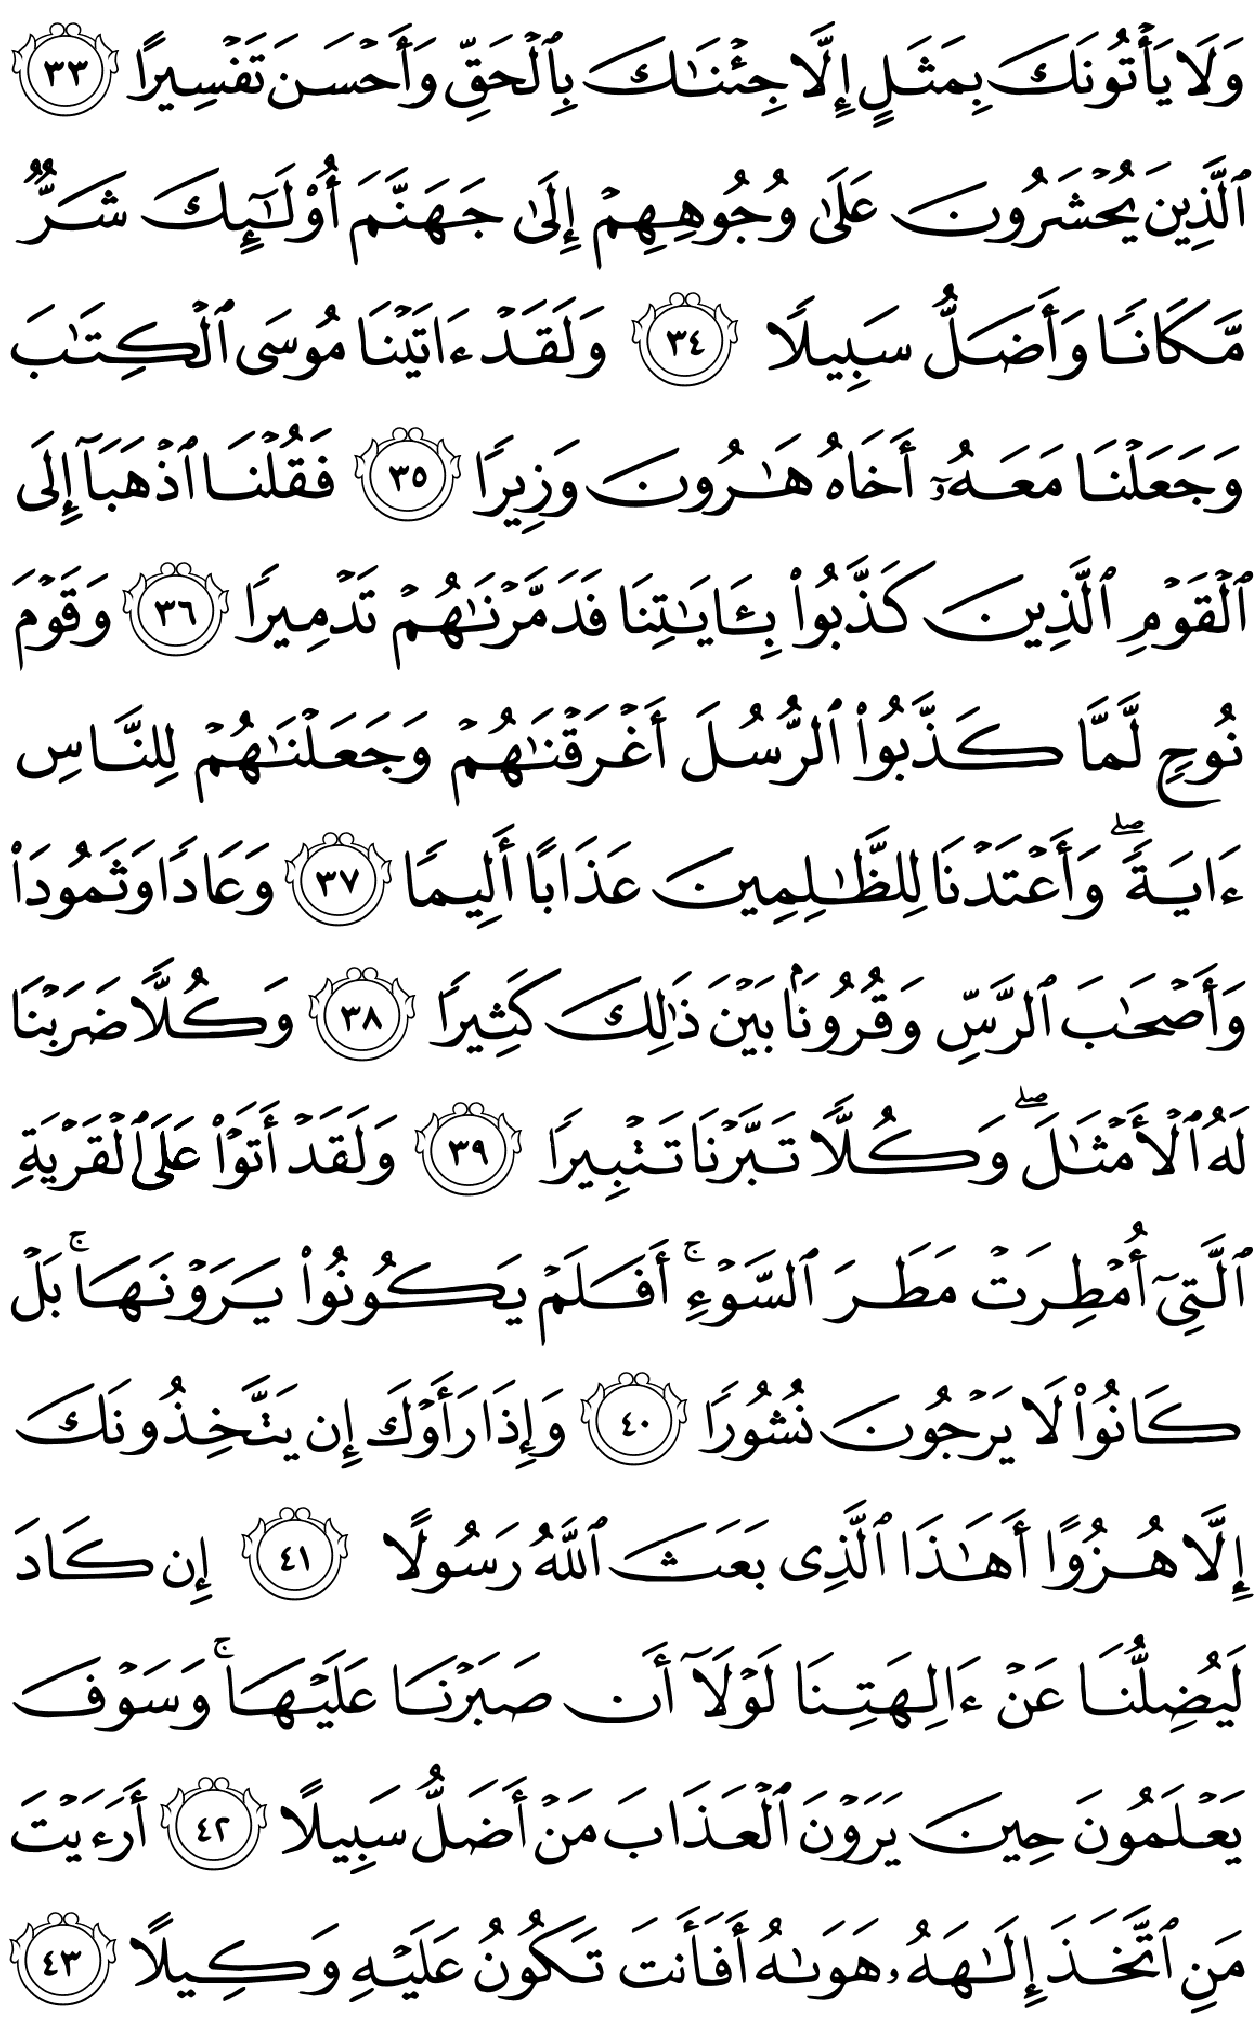 وَلَا يَأْتُونَكَ بِمَثَلٍ إِلَّا جِئْنَٰكَ بِٱلْحَقِّ وَأَحْسَنَ تَفْسِيرًا ٣٣
ٱلَّذِينَ يُحْشَرُونَ عَلَىٰ وُجُوهِهِمْ إِلَىٰ جَهَنَّمَ أُو۟لَٰٓئِكَ شَرٌّ
مَّكَانًا وَأَضَلُّ سَبِيلًا ٣٤ وَلَقَدْ ءَاتَيْنَا مُوسَى ٱلْكِتَٰبَ
وَجَعَلْنَا مَعَهُۥٓ أَخَاهُ هَٰرُونَ وَزِيرًا ٣٥ فَقُلْنَا ٱذْهَبَآ إِلَى
ٱلْقَوْمِ ٱلَّذِينَ كَذَّبُوا۟ بِـَٔايَٰتِنَا فَدَمَّرْنَٰهُمْ تَدْمِيرًا ٣٦ وَقَوْمَ
نُوحٍ لَّمَّا كَذَّبُوا۟ ٱلرُّسُلَ أَغْرَقْنَٰهُمْ وَجَعَلْنَٰهُمْ لِلنَّاسِ
ءَايَةً ۖ وَأَعْتَدْنَا لِلظَّٰلِمِينَ عَذَابًا أَلِيمًا ٣٧ وَعَادًا وَثَمُودَا۟
وَأَصْحَٰبَ ٱلرَّسِّ وَقُرُونًۢا بَيْنَ ذَٰلِكَ كَثِيرًا ٣٨ وَكُلًّا ضَرَبْنَا
لَهُ ٱلْأَمْثَٰلَ ۖ وَكُلًّا تَبَّرْنَا تَتْبِيرًا ٣٩ وَلَقَدْ أَتَوْا۟ عَلَى ٱلْقَرْيَةِ
ٱلَّتِىٓ أُمْطِرَتْ مَطَرَ ٱلسَّوْءِ ۚ أَفَلَمْ يَكُونُوا۟ يَرَوْنَهَا ۚ بَلْ
كَانُوا۟ لَا يَرْجُونَ نُشُورًا ٤٠ وَإِذَا رَأَوْكَ إِن يَتَّخِذُونَكَ
إِلَّا هُزُوًا أَهَٰذَا ٱلَّذِى بَعَثَ ٱللَّهُ رَسُولًا ٤١ إِن كَادَ
لَيُضِلُّنَا عَنْ ءَالِهَتِنَا لَوْلَآ أَن صَبَرْنَا عَلَيْهَا ۚ وَسَوْفَ
يَعْلَمُونَ حِينَ يَرَوْنَ ٱلْعَذَابَ مَنْ أَضَلُّ سَبِيلًا ٤٢ أَرَءَيْتَ
مَنِ ٱتَّخَذَ إِلَٰهَهُۥ هَوَىٰهُ أَفَأَنتَ تَكُونُ عَلَيْهِ وَكِيلًا ٤٣